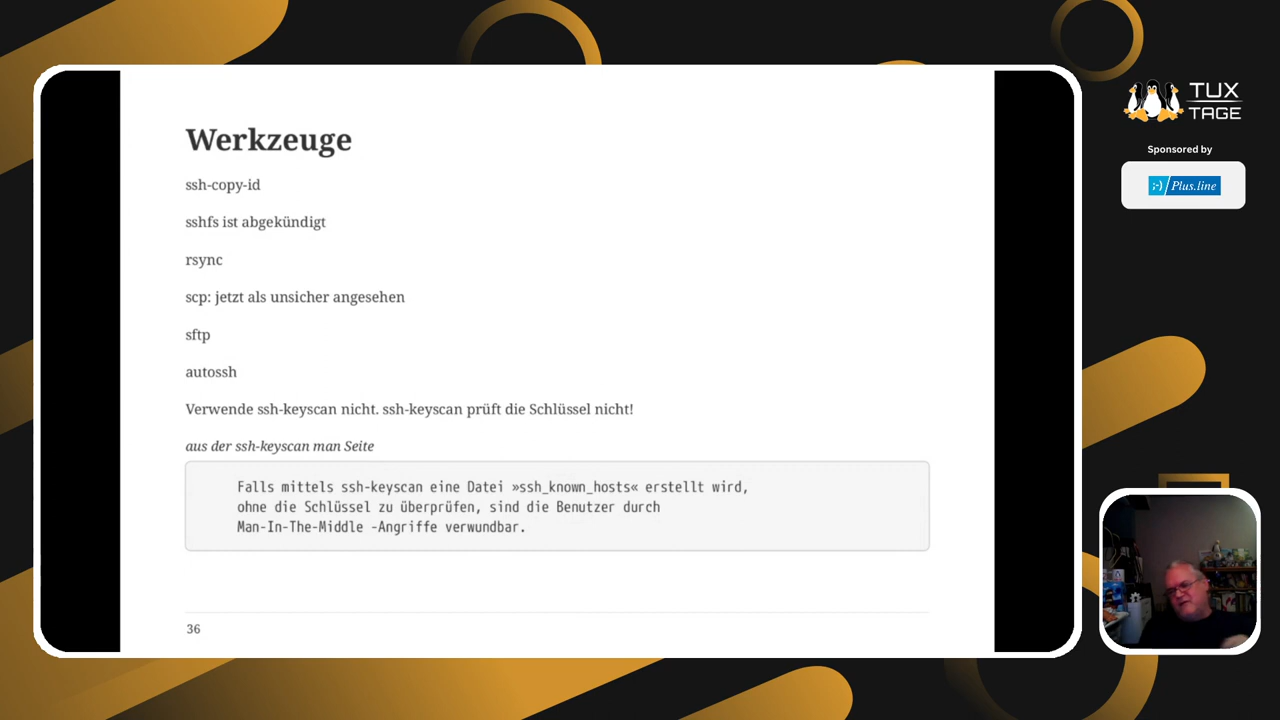 Werkzeuge
ssh-copy-id
sshfs ist abgekündigt
rsync
scp: jetzt als unsicher angesehen
sftp
autossh
Verwende ssh-keyscan nicht. ssh-keyscan prüft die Schlüssel nicht!
aus der ssh-keyscan man Seite
Falls mittels ssh-keyscan eine Datei »ssh_known_hosts« erstellt wird,
ohne die Schlüssel zu überprüfen, sind die Benutzer durch
Man-In-The-Middle -Angriffe verwundbar.
36
TUX
TAGE
Sponsored by
;-) Plus.line